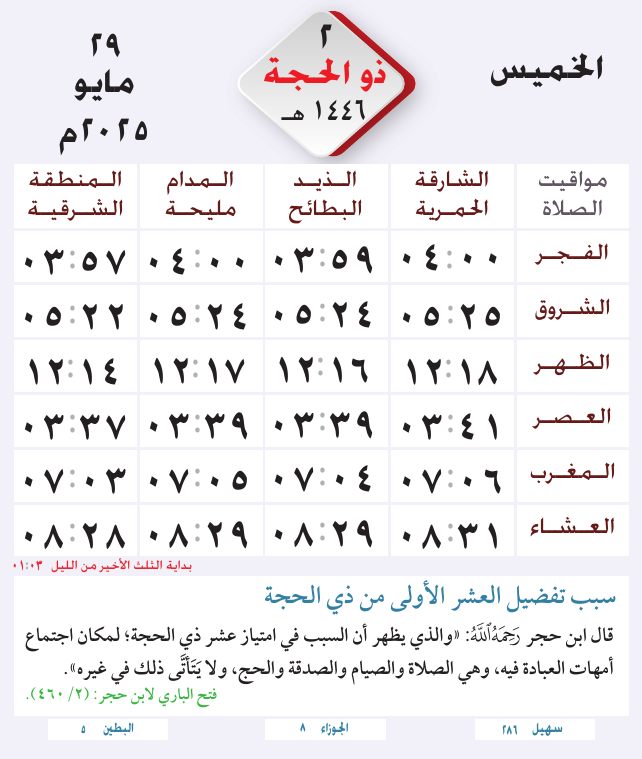 الخميس
٢
ذو الحجة
١٤٤٦ هـ
٢٩
مايو
٢٠٢٥م
مواقيت الصلاة	الشارقة الحمرية	الذيد البطائح	المدام مليحة	المنطقة الشرقية
الفجر	٠٤:٠٠	٠٣:٥٩	٠٤:٠٠	٠٣:٥٧
الشروق	٠٥:٢٥	٠٥:٢٤	٠٥:٢٤	٠٥:٢٢
الظهر	١٢:١٨	١٢:١٦	١٢:١٧	١٢:١٤
العصر	٠٣:٤١	٠٣:٣٩	٠٣:٣٩	٠٣:٣٧
المغرب	٠٧:٠٦	٠٧:٠٤	٠٧:٠٥	٠٧:٠٣
العشاء	٠٨:٣١	٠٨:٢٩	٠٨:٢٩	٠٨:٢٨
بداية الثلث الأخير من الليل ٠١:٠٣
سبب تفضيل العشر الأولى من ذي الحجة
قال ابن حجر رَحِمَهُ اللَّهُ: «والذي يظهر أن السبب في امتياز عشر ذي الحجة؛ لمكان اجتماع
أمهات العبادة فيه، وهي الصلاة والصيام والصدقة والحج، ولا يَتَأَتَّى ذلك في غيره».
فتح الباري لابن حجر: (٢/ ٤٦٠).
سهيل ٢٨٦	الجوزاء ٨	البطين ٥